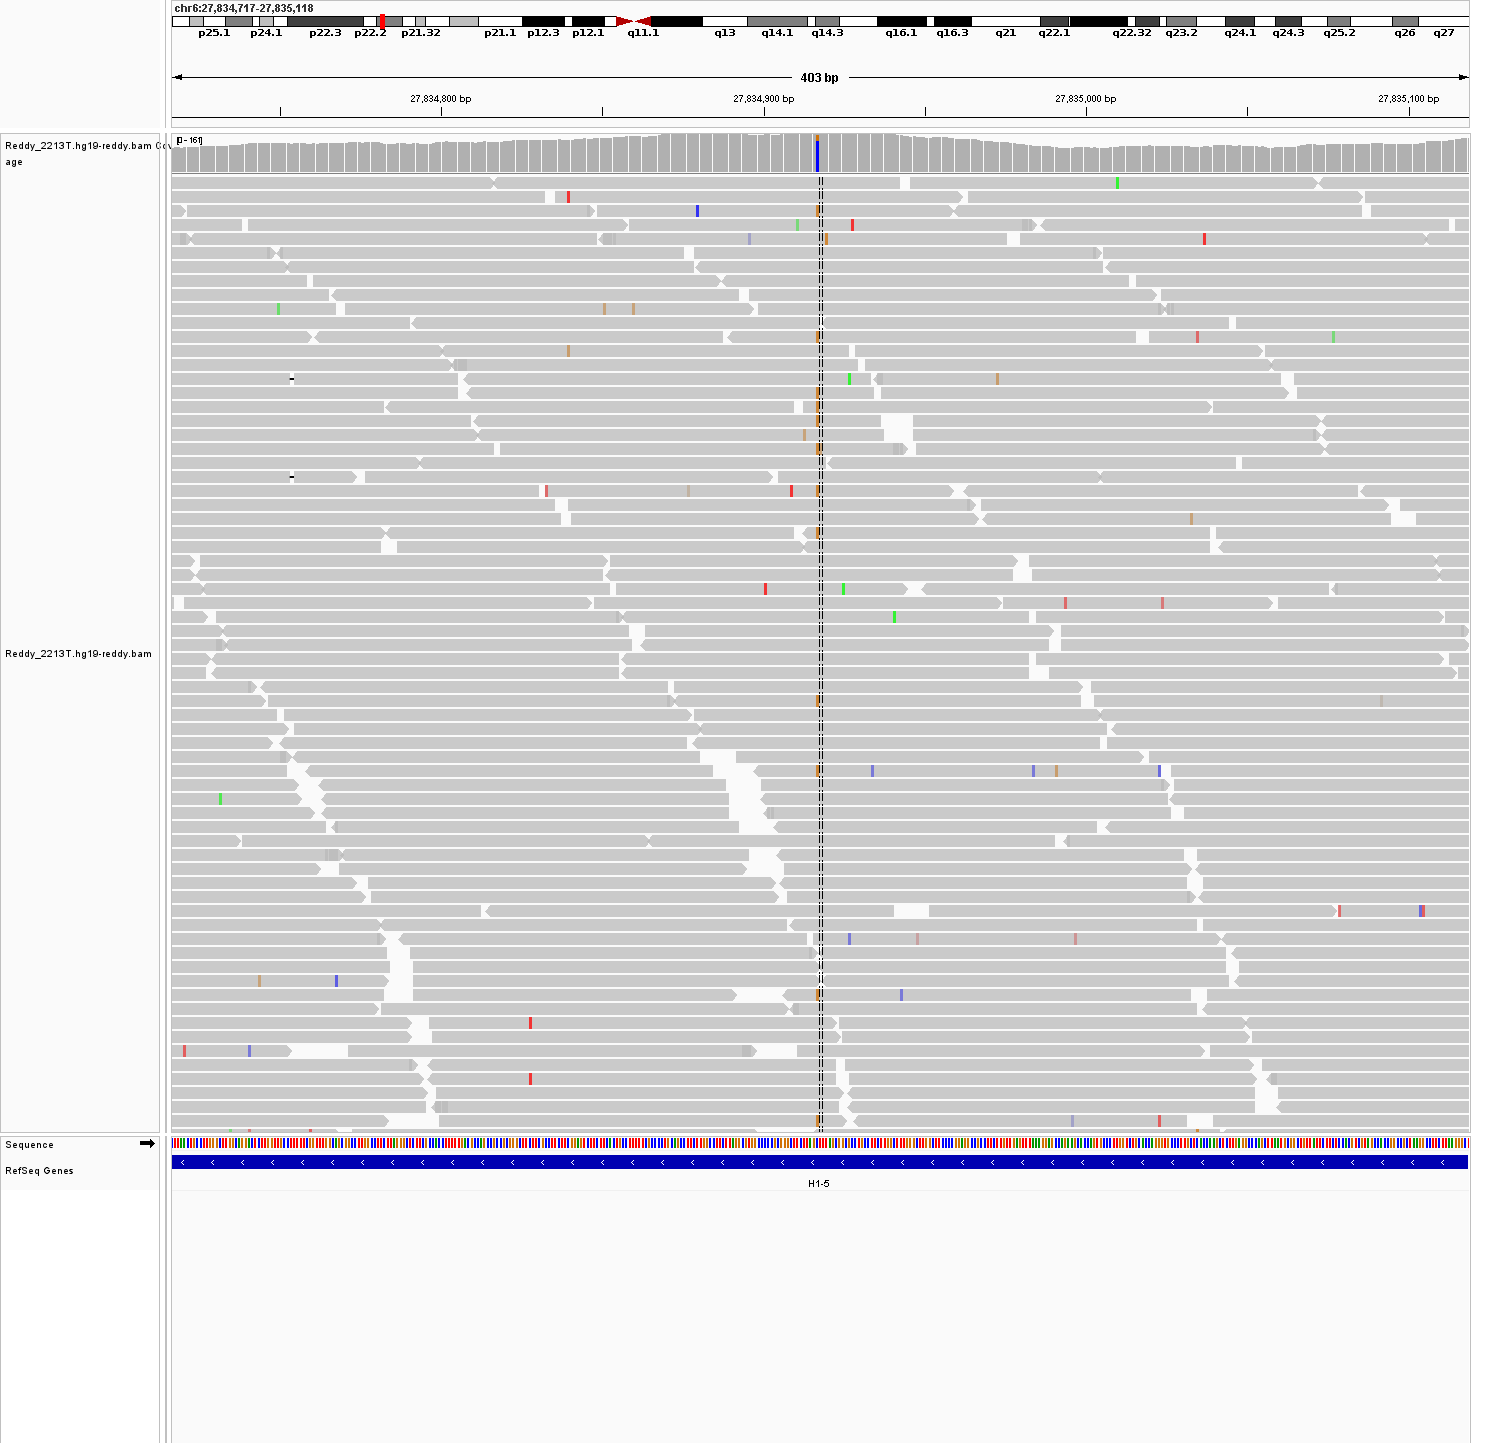 chr6:27,834,717-27,835,118
p25.1 p24.1 p22.3 p22.2 p21.32 p21.1 p12.3 p12.1 q11.1 q13 q14.1 q14.3 q16.1 q16.3 q21 q22.1 q22.32 q23.2 q24.1 q24.3 q25.2 q26 q27
403 bp
27,834,800 bp 27,834,900 bp 27,835,000 bp 27,835,100 bp
[0 - 161]
Reddy_2213T.hg19-reddy.bam Cov
age
Reddy_2213T.hg19-reddy.bam
Sequence
RefSeq Genes
H1-5